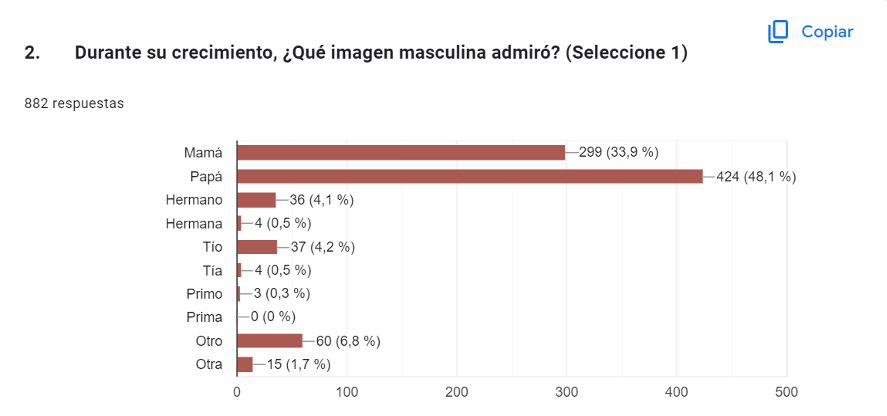 Copiar
2. Durante su crecimiento, ¿Qué imagen masculina admiró? (Seleccione 1)
882 respuestas
Mamá 299 (33,9 %)
Papá 424 (48,1 %)
Hermano 36 (4,1 %)
Hermana 4 (0,5 %)
Tío 37 (4,2 %)
Tía 4 (0,5 %)
Primo 3 (0,3 %)
Prima 0 (0 %)
Otro 60 (6,8 %)
Otra 15 (1,7 %)
0 100 200 300 400 500